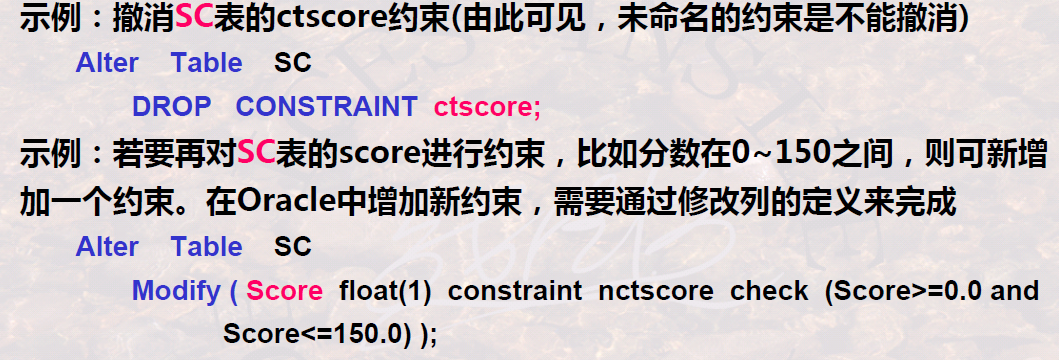 示例：撤消SC表的ctscore约束(由此可见，未命名的约束是不能撤消)
Alter Table SC
DROP CONSTRAINT ctscore;
示例：若要再对SC表的score进行约束，比如分数在0~150之间，则可新增
加一个约束。在Oracle中增加新约束，需要通过修改列的定义来完成
Alter Table SC
Modify ( Score float(1) constraint nctscore check (Score>=0.0 and
Score<=150.0) );